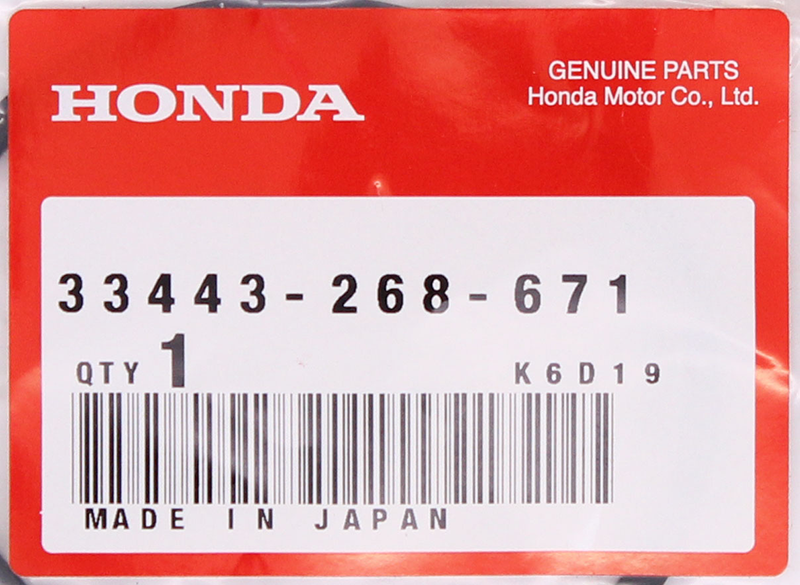 HONDA
GENUINE PARTS
Honda Motor Co., Ltd.
33443-268-671
QTY 1 K6D19
MADE IN JAPAN